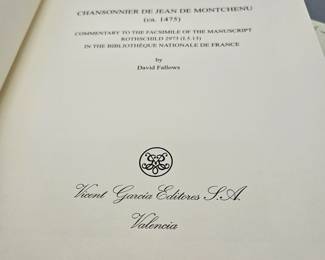 CHANSONNIER DE JEAN DE MONTCHENU
(ca. 1475)
COMMENTARY TO THE FACSIMILE OF THE MANUSCRIPT
ROTHSCHILD 2973 (I.5.13)
IN THE BIBLIOTHÈQUE NATIONALE DE FRANCE
by
David Fallows
Vicent García Editores S.A.
Valencia